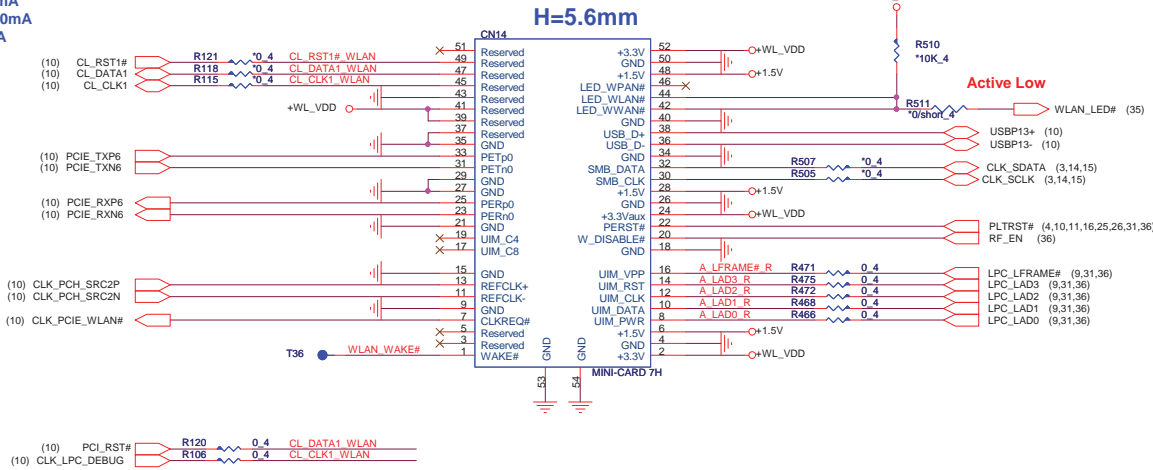 mA
0mA
A
H=5.6mm
CN14
51 Reserved +3.3V 52 +WL_VDD
(10) CL_RST1# R121 *0_4 CL_RST1#_WLAN 49 Reserved GND 50
(10) CL_DATA1 R118 *0_4 CL_DATA1_WLAN 47 Reserved +1.5V 48 +1.5V
(10) CL_CLK1 R115 *0_4 CL_CLK1_WLAN 45 Reserved LED_WPAN# 46
R510
*10K_4
Active Low
43 Reserved LED_WLAN# 44
+WL_VDD 41 Reserved LED_WWAN# 42 R511 *0/short_4 WLAN_LED# (35)
39 Reserved GND 40
37 Reserved USB_D+ 38 USBP13+ (10)
35 GND USB_D- 36 USBP13- (10)
(10) PCIE_TXP6 33 PETp0 GND 34
(10) PCIE_TXN6 31 PETn0 SMB_DATA 32 R507 *0_4 CLK_SDATA (3,14,15)
29 GND SMB_CLK 30 R505 *0_4 CLK_SCLK (3,14,15)
27 GND +1.5V 28 +1.5V
(10) PCIE_RXP6 25 PERp0 GND 26
(10) PCIE_RXN6 23 PERn0 +3.3Vaux 24 +WL_VDD
21 GND PERST# 22 PLTRST# (4,10,11,16,25,26,31,36)
19 UIM_C4 W_DISABLE# 20 RF_EN (36)
17 UIM_C8 GND 18
15 GND UIM_VPP 16 A_LFRAME#_R R471 0_4 LPC_LFRAME# (9,31,36)
(10) CLK_PCH_SRC2P 13 REFCLK+ UIM_RST 14 A_LAD3_R R475 0_4 LPC_LAD3 (9,31,36)
(10) CLK_PCH_SRC2N 11 REFCLK- UIM_CLK 12 A_LAD2_R R472 0_4 LPC_LAD2 (9,31,36)
9 GND UIM_DATA 10 A_LAD1_R R468 0_4 LPC_LAD1 (9,31,36)
(10) CLK_PCIE_WLAN# 7 CLKREQ# UIM_PWR 8 A_LAD0_R R466 0_4 LPC_LAD0 (9,31,36)
5 Reserved +1.5V 6 +1.5V
3 Reserved GND 4
T36 WLAN_WAKE# 1 WAKE# +3.3V 2 +WL_VDD
GND GND
MINI-CARD 7H
53 54
(10) PCI_RST# R120 0_4 CL_DATA1_WLAN
(10) CLK_LPC_DEBUG R106 0_4 CL_CLK1_WLAN